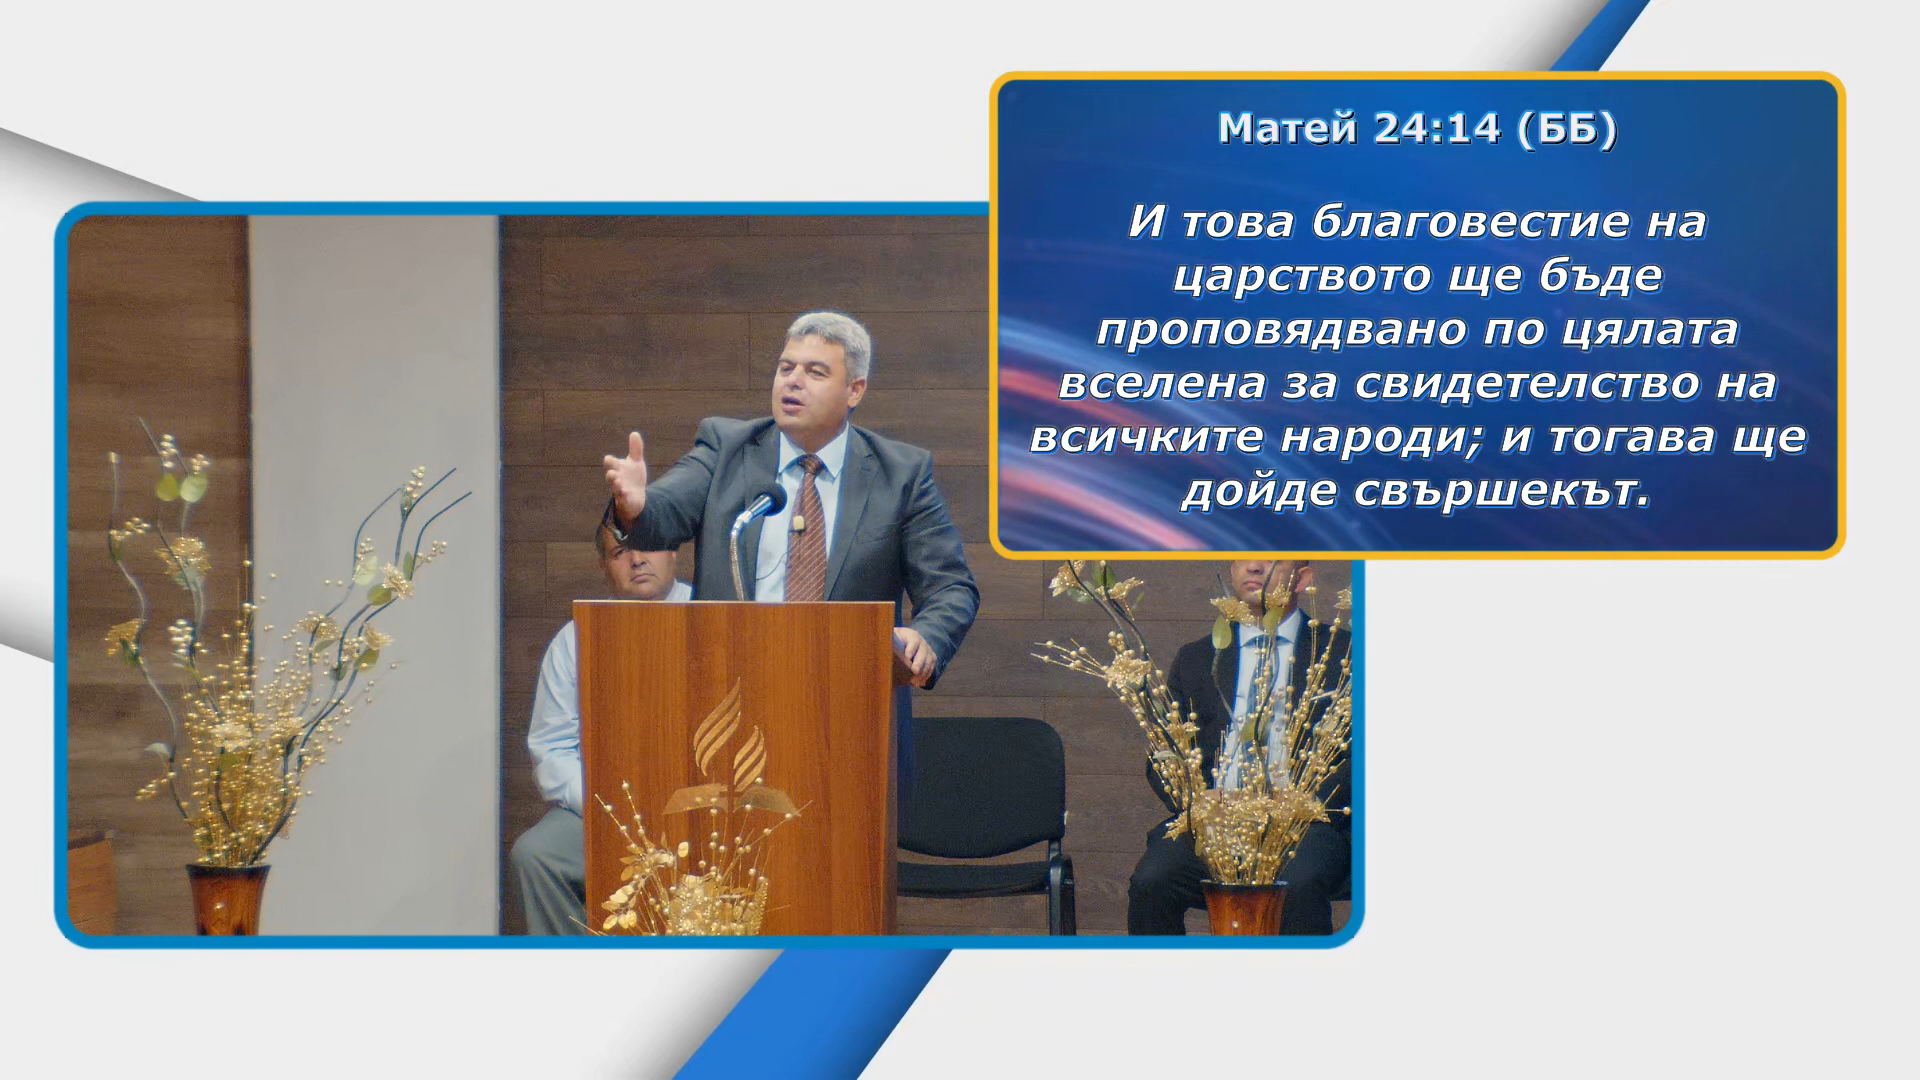 Матей 24:14 (ББ)
И това благовестие на
царството ще бъде
проповядвано по цялата
вселена за свидетелство на
всичките народи; и тогава ще
дойде свършекът.